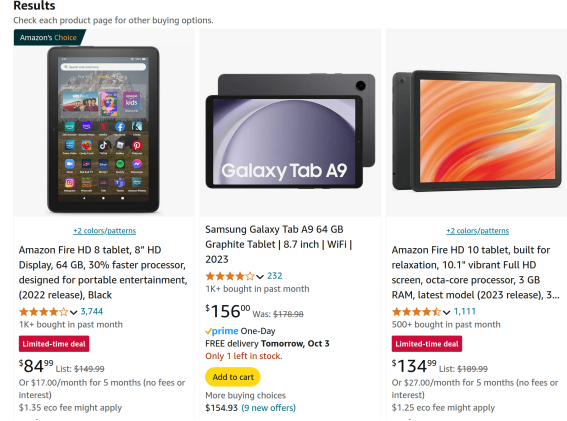 Results
Check each product page for other buying options.
Amazon's Choice
kids
Galaxy Tab A9
+2 colors/patterns
Amazon Fire HD 8 tablet, 8" HD
Display, 64 GB, 30% faster processor,
designed for portable entertainment,
(2022 release), Black
3,744
1K+ bought in past month
Limited-time deal
$8499 List: $149.99
Or $17.00/month for 5 months (no fees or
interest)
$1.35 eco fee might apply
Samsung Galaxy Tab A9 64 GB
Graphite Tablet | 8.7 inch | WiFi |
2023
232
1K+ bought in past month
$15600 Was: $178.98
prime One-Day
FREE delivery Tomorrow, Oct 3
Only 1 left in stock.
Add to cart
More buying choices
$154.93 (9 new offers)
+2 colors/patterns
Amazon Fire HD 10 tablet, built for
relaxation, 10.1" vibrant Full HD
screen, octa-core processor, 3 GB
RAM, latest model (2023 release), 3...
1,111
500+ bought in past month
Limited-time deal
$13499 List: $189.99
Or $27.00/month for 5 months (no fees or
interest)
$1.25 eco fee might apply